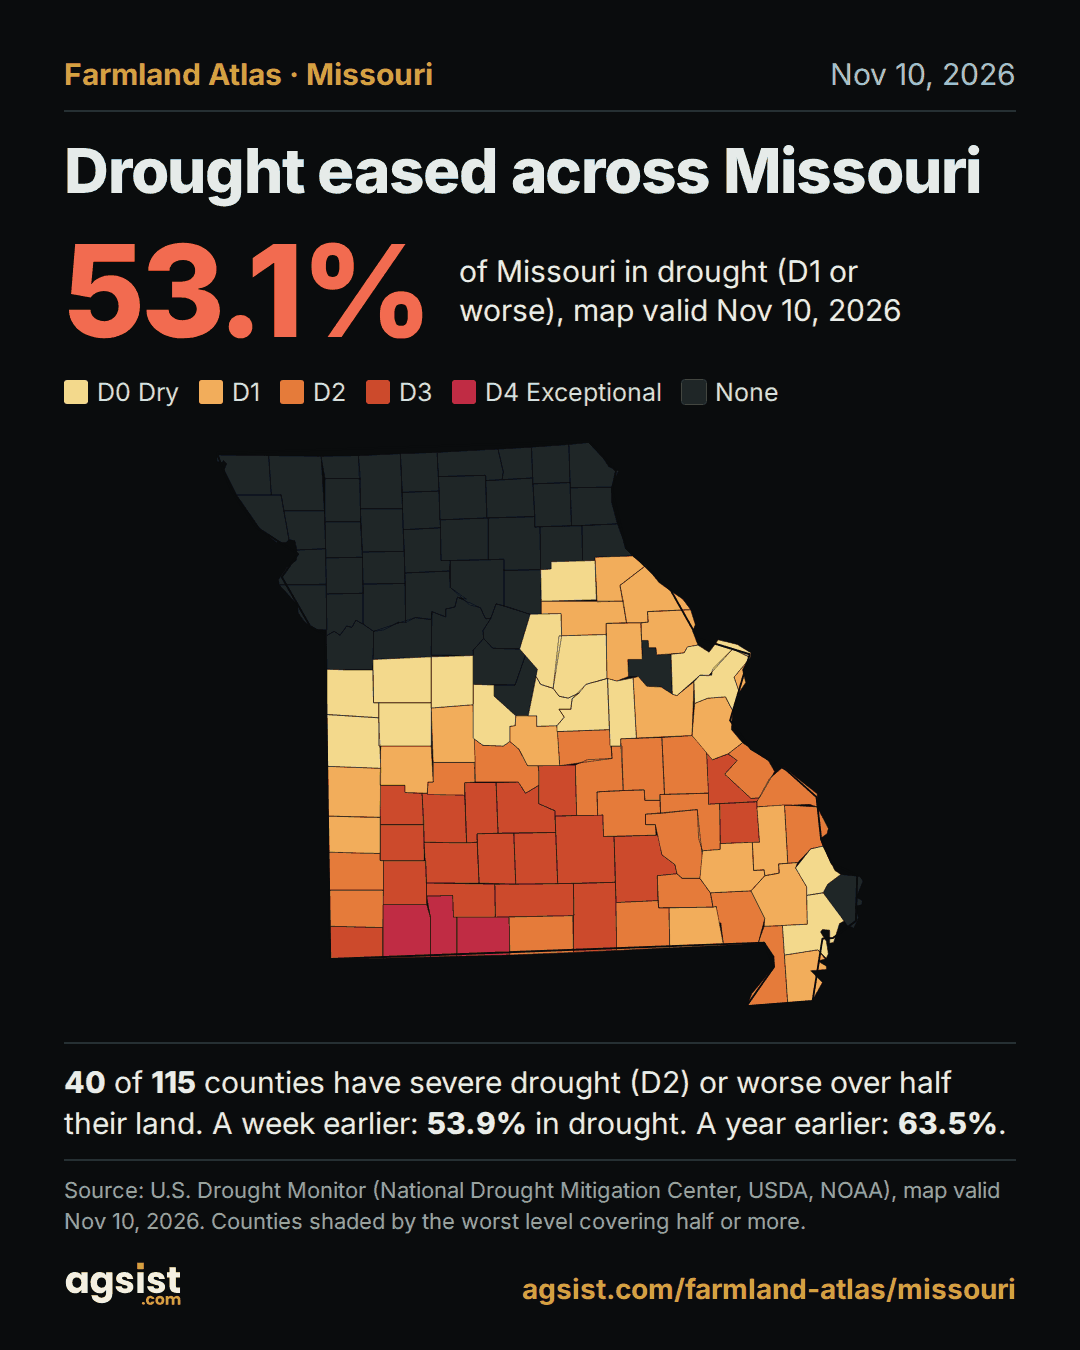 Farmland Atlas · Missouri
Nov 10, 2026
Drought eased across Missouri
53.1%
of Missouri in drought (D1 or
worse), map valid Nov 10, 2026
D0 Dry D1 D2 D3 D4 Exceptional None
40 of 115 counties have severe drought (D2) or worse over half
their land. A week earlier: 53.9% in drought. A year earlier: 63.5%.
Source: U.S. Drought Monitor (National Drought Mitigation Center, USDA, NOAA), map valid
Nov 10, 2026. Counties shaded by the worst level covering half or more.
agsist
.com
agsist.com/farmland-atlas/missouri